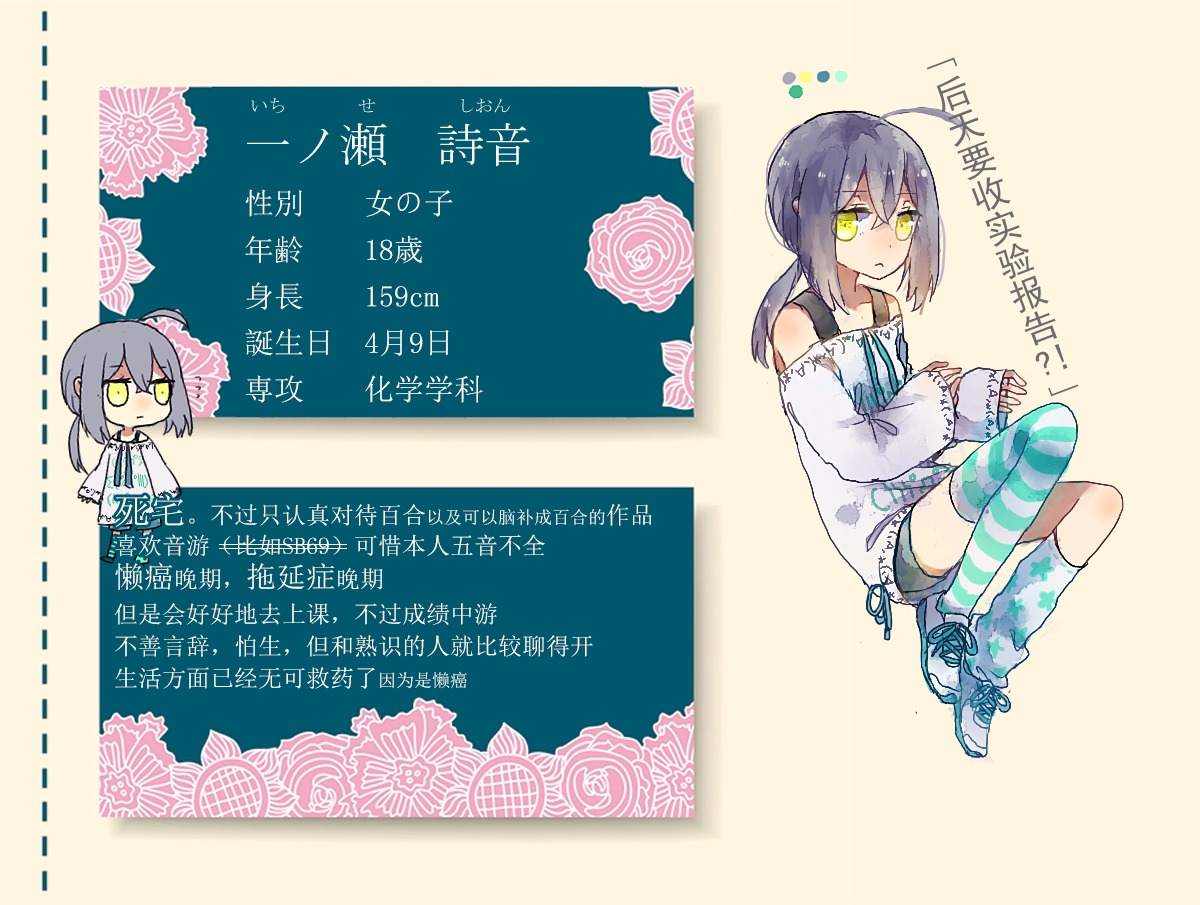 いち せ しおん
一ノ瀬 詩音
性別 女の子
年齢 18歳
身長 159cm
誕生日 4月9日
専攻 化学学科
死宅。不过只认真对待百合以及可以脑补成百合的作品
喜欢音游（比如SB69）可惜本人五音不全
懒癌晚期，拖延症晚期
但是会好好地去上课，不过成绩中游
不善言辞，怕生，但和熟识的人就比较聊得开
生活方面已经无可救药了因为是懒癌
「后天要收实验报告?!」